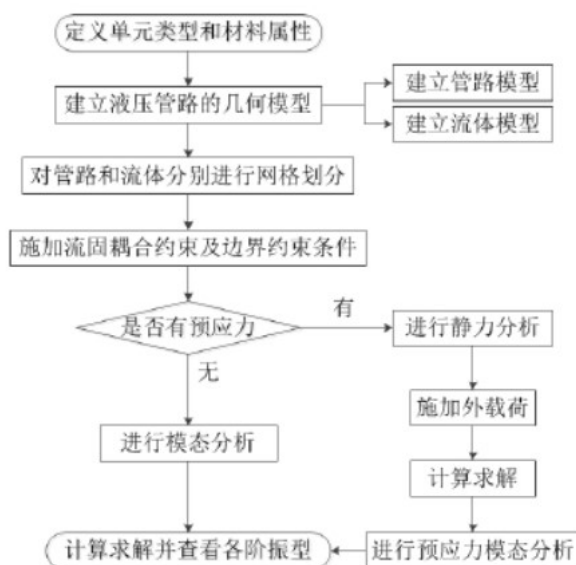 定义单元类型和材料属性
建立液压管路的几何模型
建立管路模型
建立流体模型
对管路和流体分别进行网格划分
施加流固耦合约束及边界约束条件
是否有预应力
有
进行静力分析
无
施加外载荷
进行模态分析
计算求解
计算求解并查看各阶振型
进行预应力模态分析